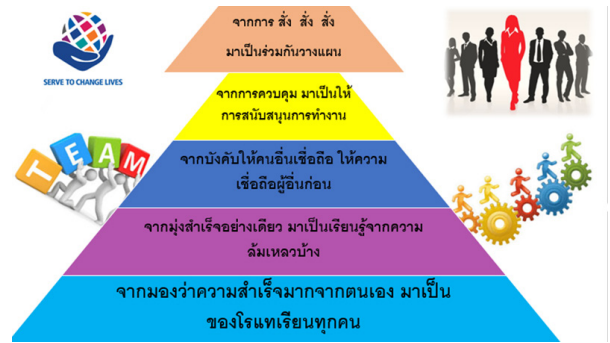 จากการ สั่ง สั่ง สั่ง
มาเป็นร่วมกันวางแผน
SERVE TO CHANGE LIVES
จากการควบคุม มาเป็นให้
การสนับสนุนการทำงาน
TEAM
จากบังคับให้คนอื่นเชื่อถือ ให้ความ
เชื่อถือผู้อื่นก่อน
จากมุ่งสำเร็จอย่างเดียว มาเป็นเรียนรู้จากความ
ล้มเหลวบ้าง
จากมองว่าความสำเร็จมากจากตนเอง มาเป็น
ของโรแทเรียนทุกคน